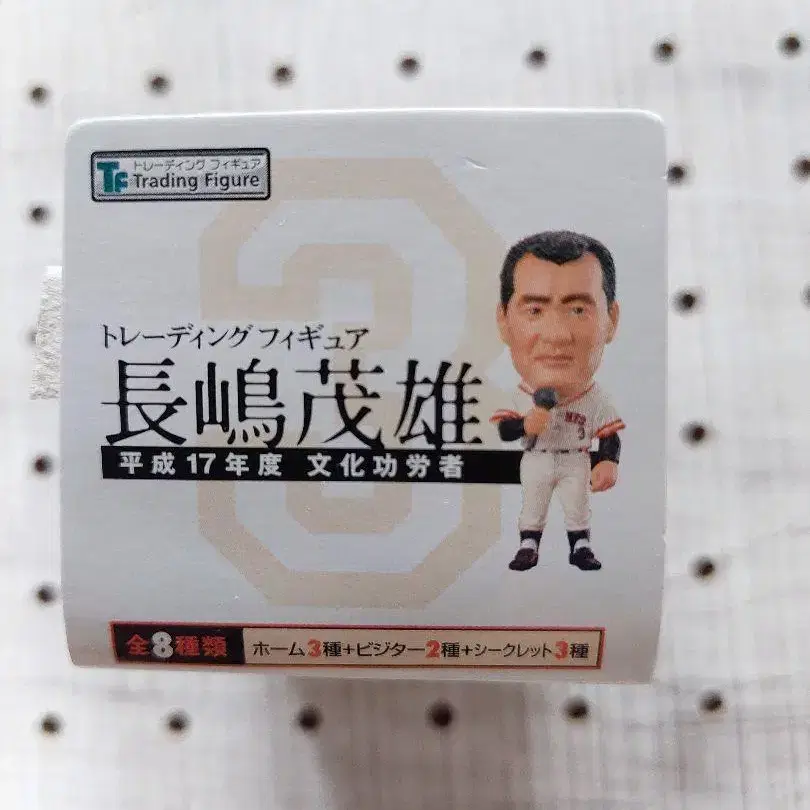 トレーディング フィギュア
Tf Trading Figure
3
トレーディング フィギュア
長嶋茂雄
平成17年度 文化功労者
3
全8種類 ホーム3種+ビジター2種+シークレット3種